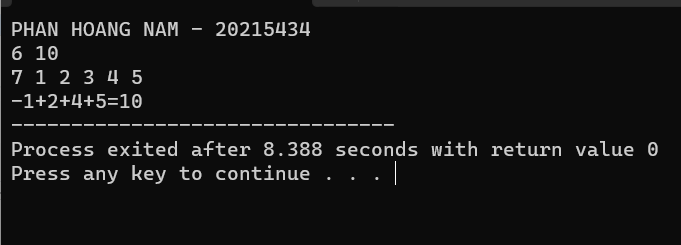 PHAN HOANG NAM - 20215434
6 10
7 1 2 3 4 5
-1+2+4+5=10
--------------------------------
Process exited after 8.388 seconds with return value 0
Press any key to continue . . .